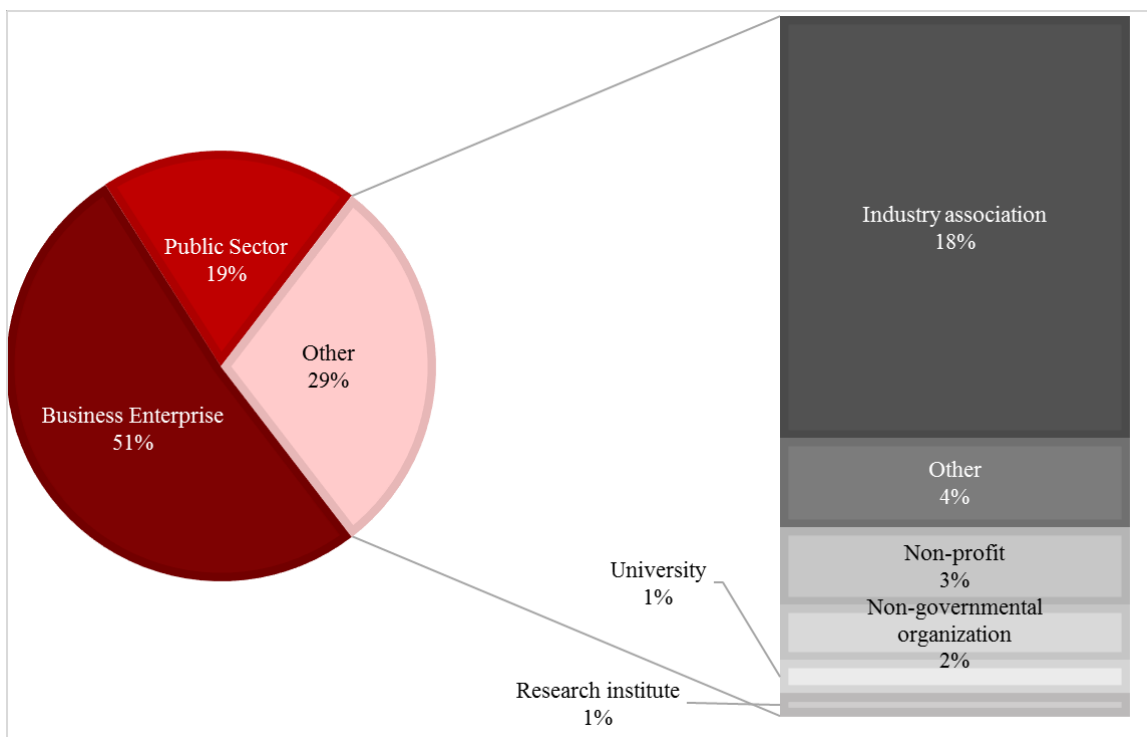 Public Sector
19%
Other
29%
Business Enterprise
51%
Industry association
18%
Other
4%
Non-profit
3%
Non-governmental
organization
2%
University
1%
Research institute
1%